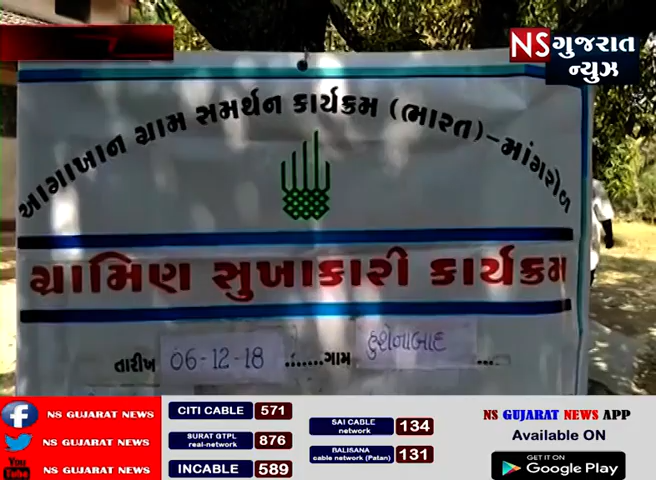 NS ગુજરાત
ન્યુઝ
આગાખાન ગ્રામ સમર્થન કાર્યક્રમ (ભારત)-માંગરોળ
ગ્રામિણ સુખાકારી કાર્યક્રમ
તારીખ 06-12-18 .......ગામ હુશેનાબાદ ...
NS GUJARAT NEWS
NS GUJARAT NEWS
You Tube NS GUJARAT NEWS
CITI CABLE 571
SURAT GTPL real-network 876
INCABLE 589
SAI CABLE network 134
BALISANA cable network (Patan) 131
NS GUJARAT NEWS APP
Available ON
GET IT ON
Google Play